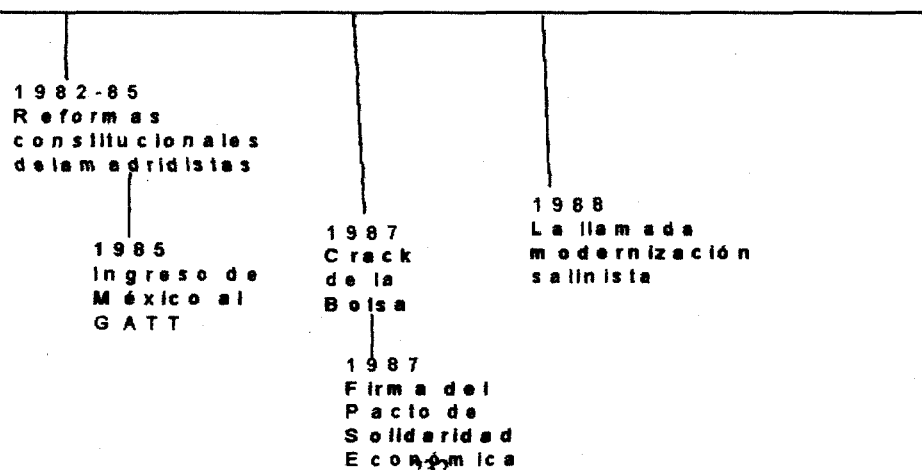 1982-85
Reformas
constitucionales
delamadridistas
1985
Ingreso de
México al
GATT
1987
Crack
de la
Bolsa
1987
Firma del
Pacto de
Solidaridad
Económica
1988
La llamada
modernización
salinista